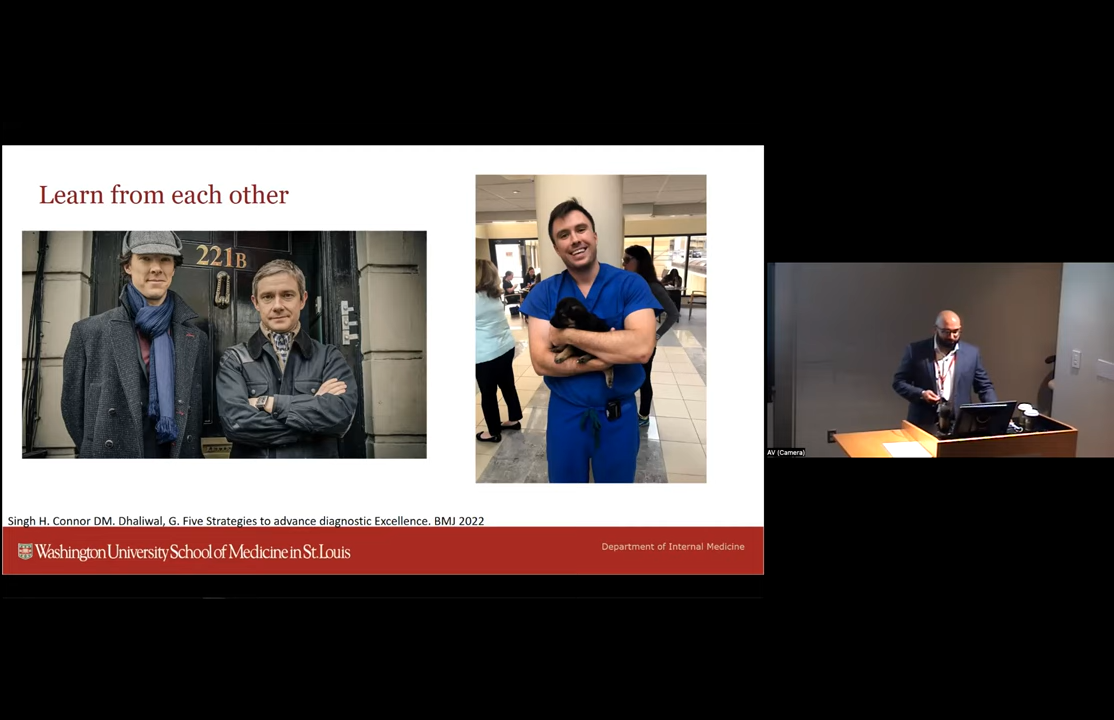 Learn from each other
221B
Singh H. Connor DM. Dhaliwal, G. Five Strategies to advance diagnostic Excellence. BMJ 2022
Washington University School of Medicine in St. Louis
Department of Internal Medicine
AV (Camera)